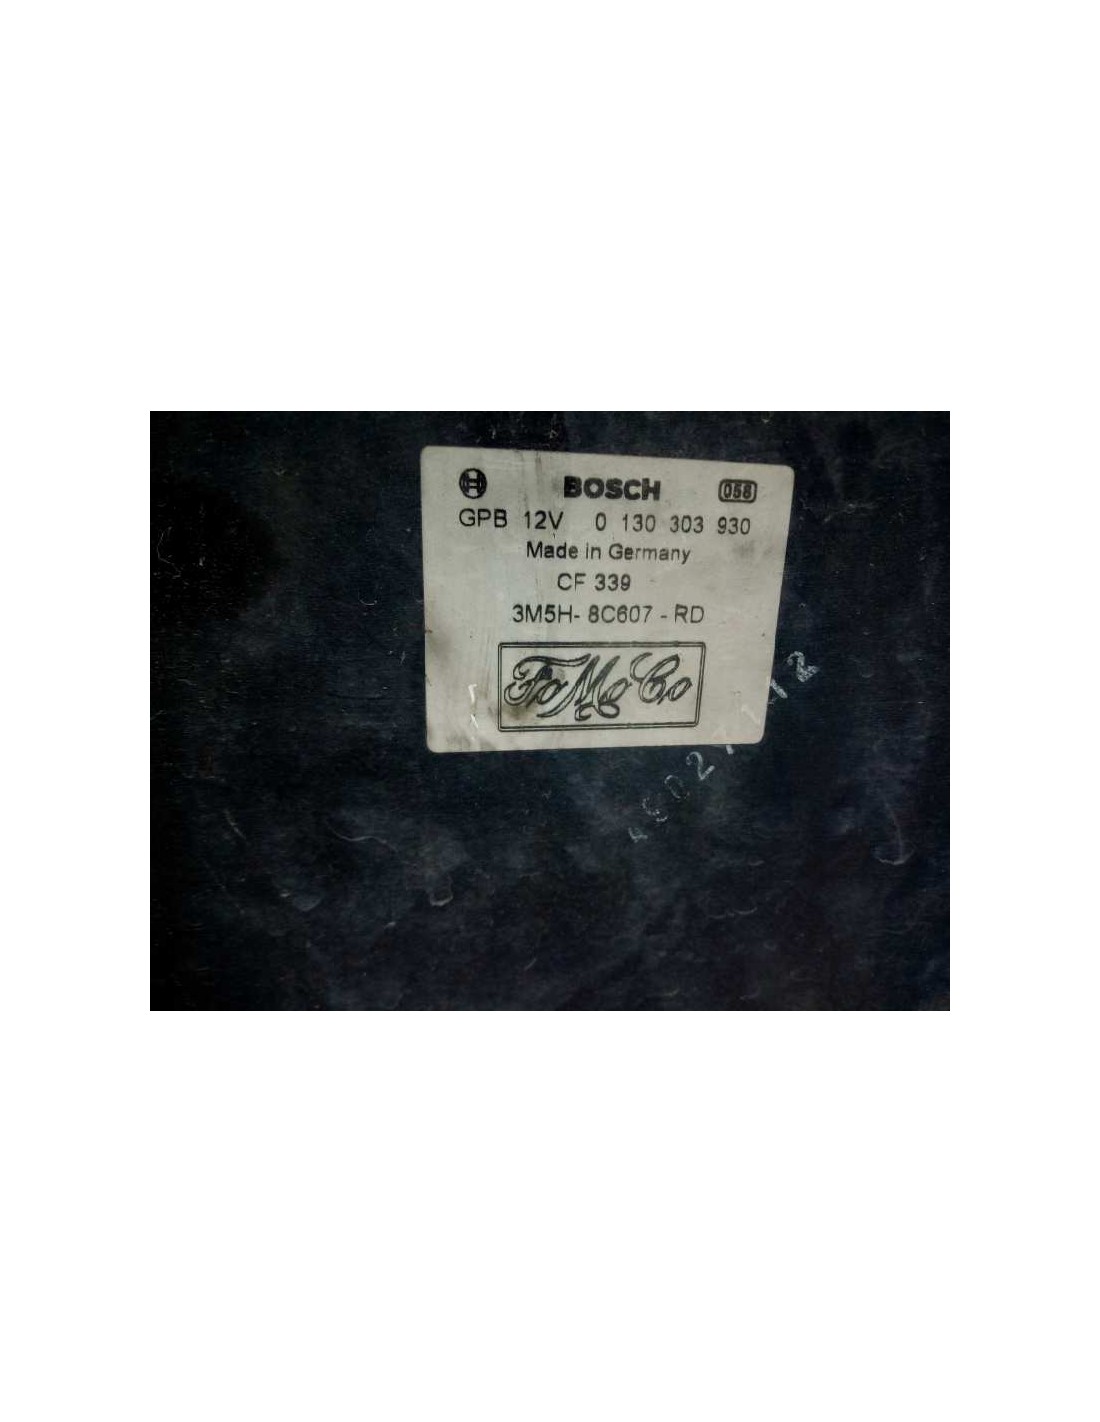 BOSCH 058
GPB 12V 0 130 303 930
Made in Germany
CF 339
3M5H- 8C607 - RD
FoMoCo